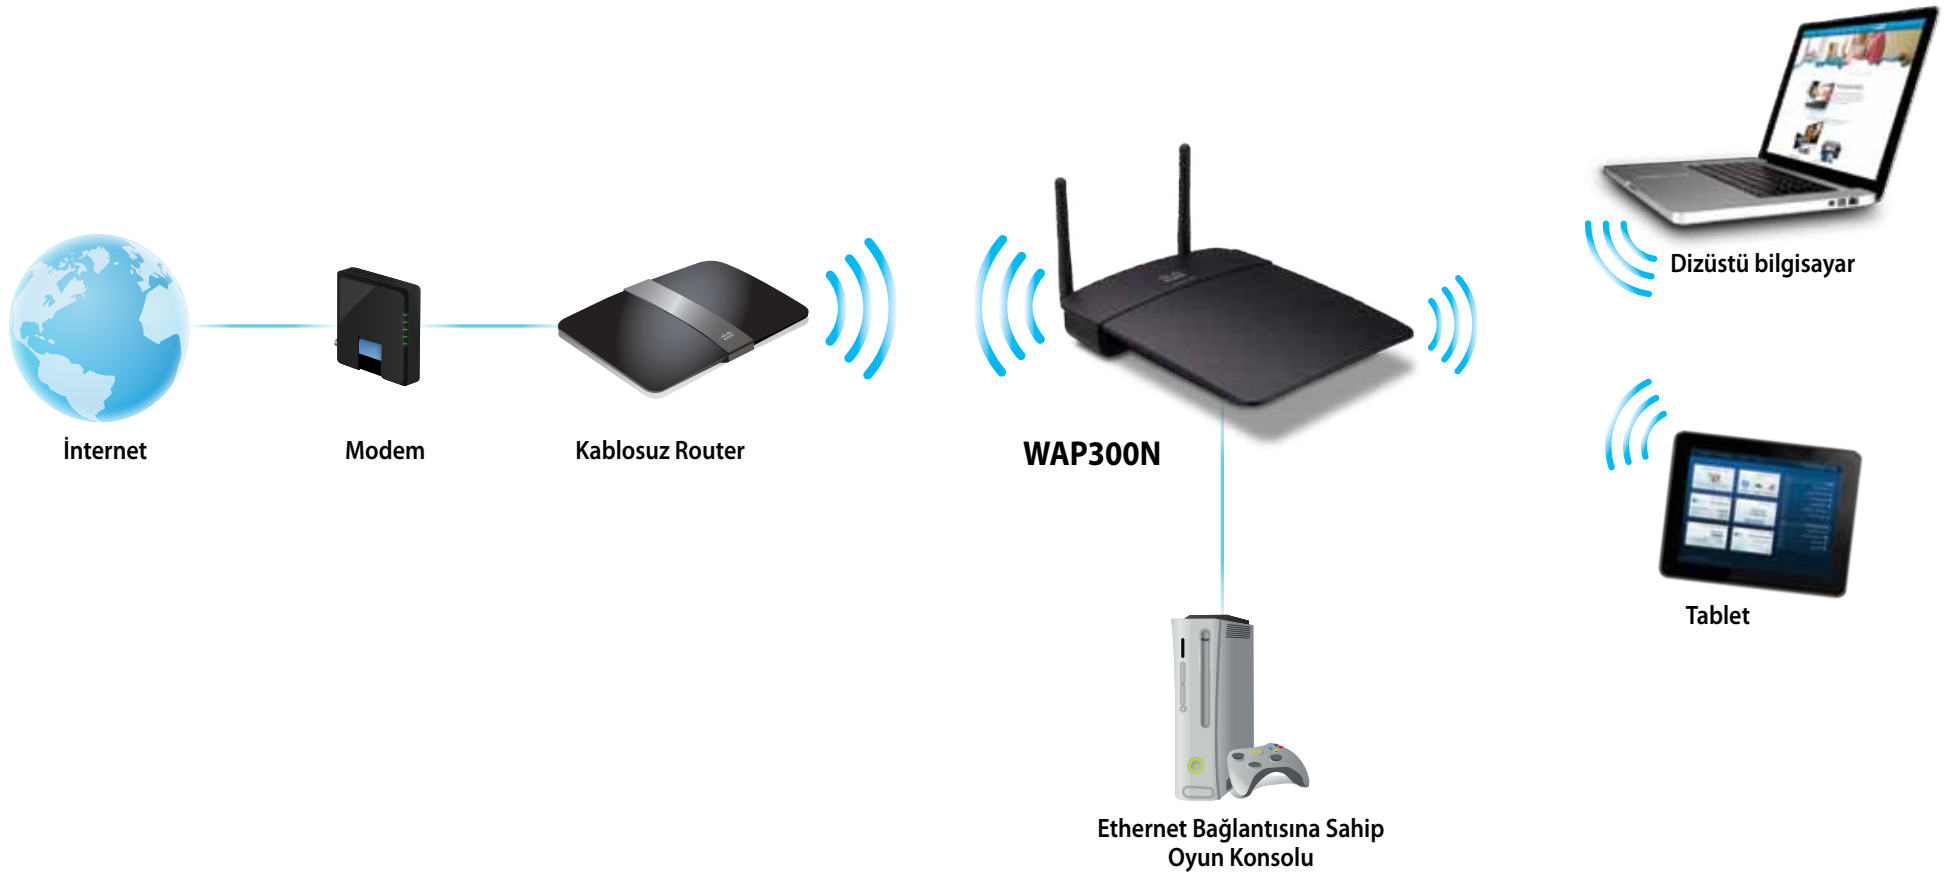 İnternet
Modem
Kablosuz Router
WAP300N
Dizüstü bilgisayar
Tablet
Ethernet Bağlantısına Sahip
Oyun Konsolu